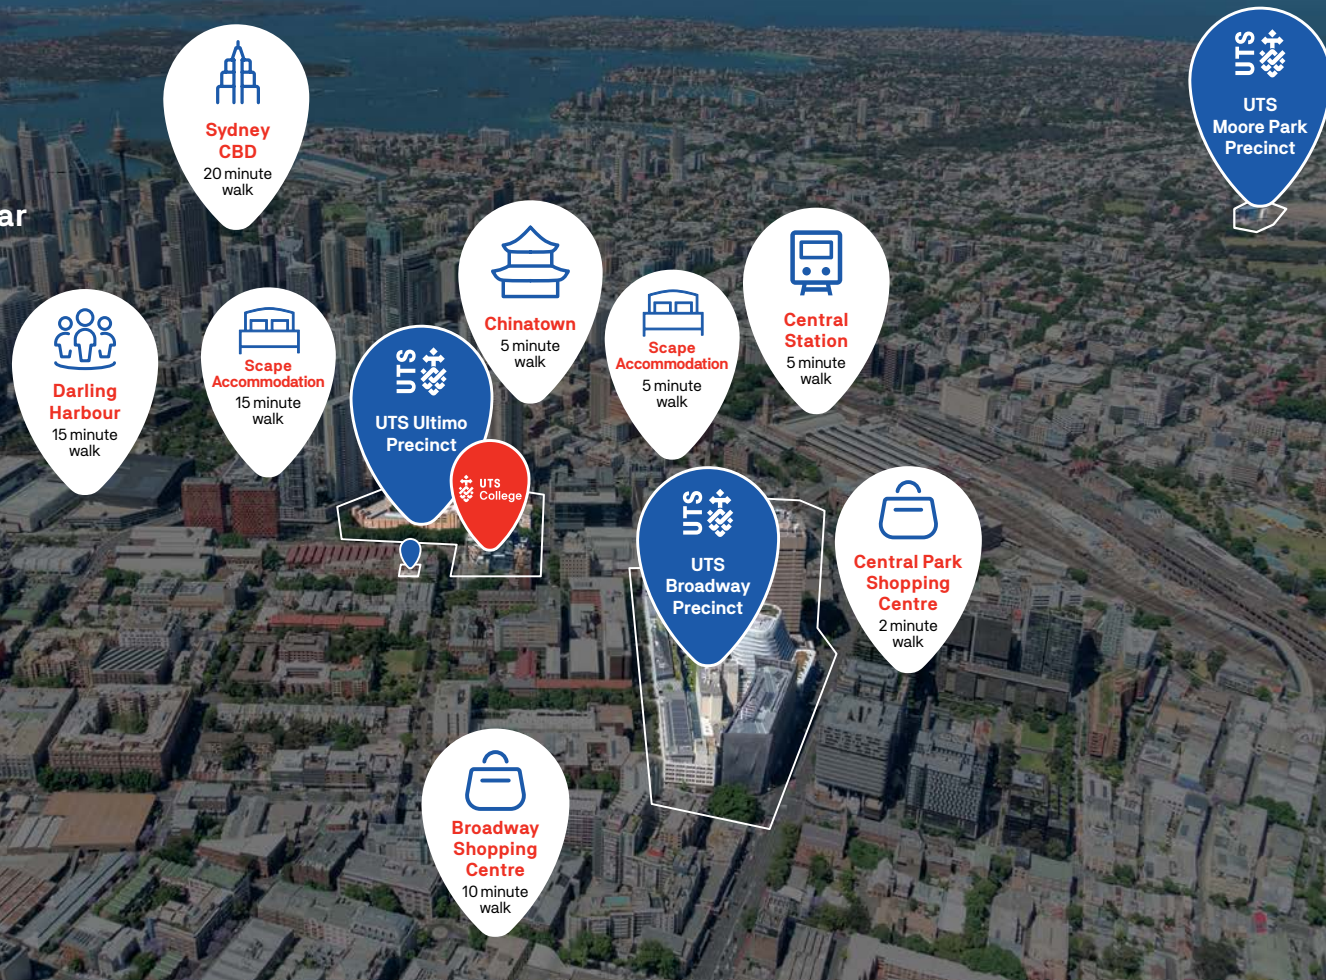 UTS
UTS
Moore Park
Precinct
Sydney
CBD
20 minute
walk
ar
Chinatown
5 minute
walk
Central
Station
5 minute
walk
Scape
Accommodation
5 minute
walk
Darling
Harbour
15 minute
walk
Scape
Accommodation
15 minute
walk
UTS
UTS Ultimo
Precinct
UTS
College
UTS
UTS
Broadway
Precinct
Central Park
Shopping
Centre
2 minute
walk
Broadway
Shopping
Centre
10 minute
walk